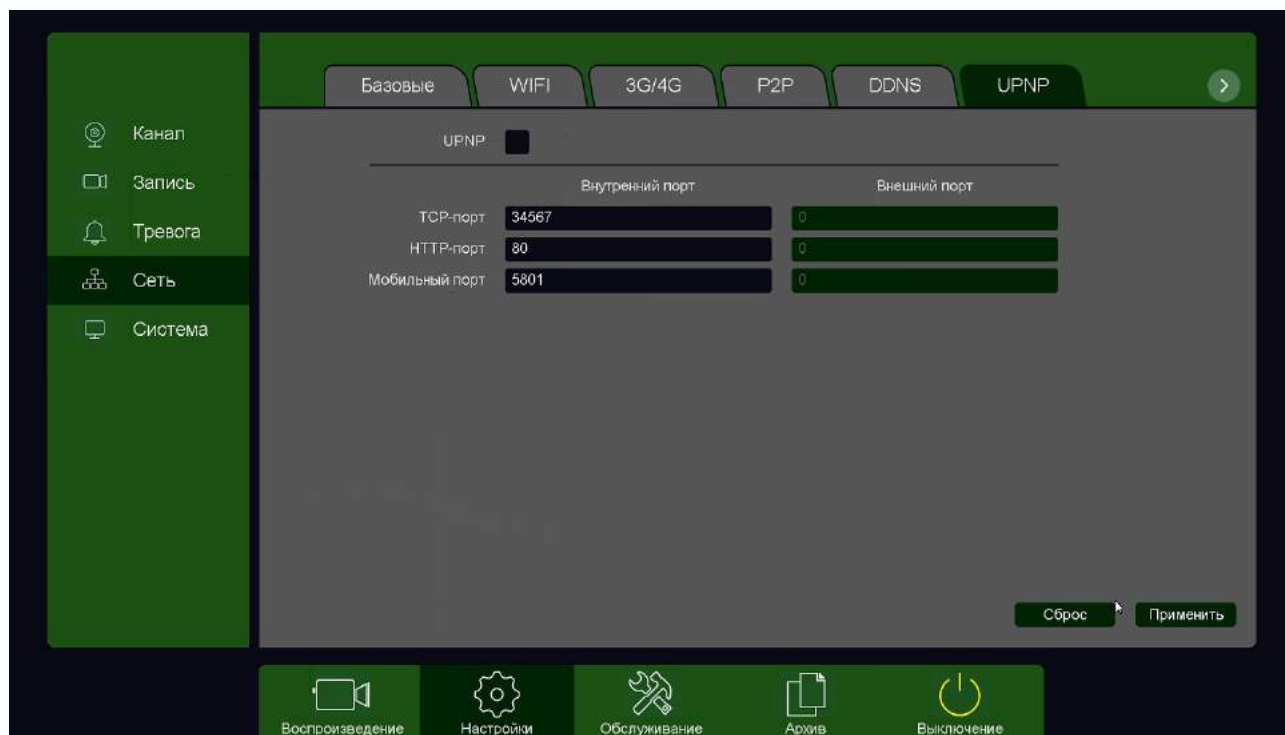 Базовые WIFI 3G/4G P2P DDNS UPNP
Канал
Запись
Тревога
Сеть
Система
UPNP
Внутренний порт Внешний порт
TCP-порт 34567 0
HTTP-порт 80 0
Мобильный порт 5801 0
Сброс Применить
Воспроизведение Настройки Обслуживание Архив Выключение